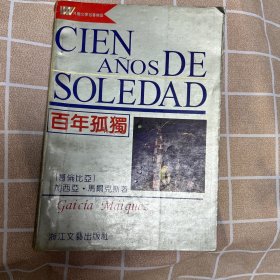 CIEN
AÑOS DE
SOLEDAD
百年孤獨
[哥倫比亞]
加西亞·馬爾克斯著
García Márquez
浙江文藝出版社